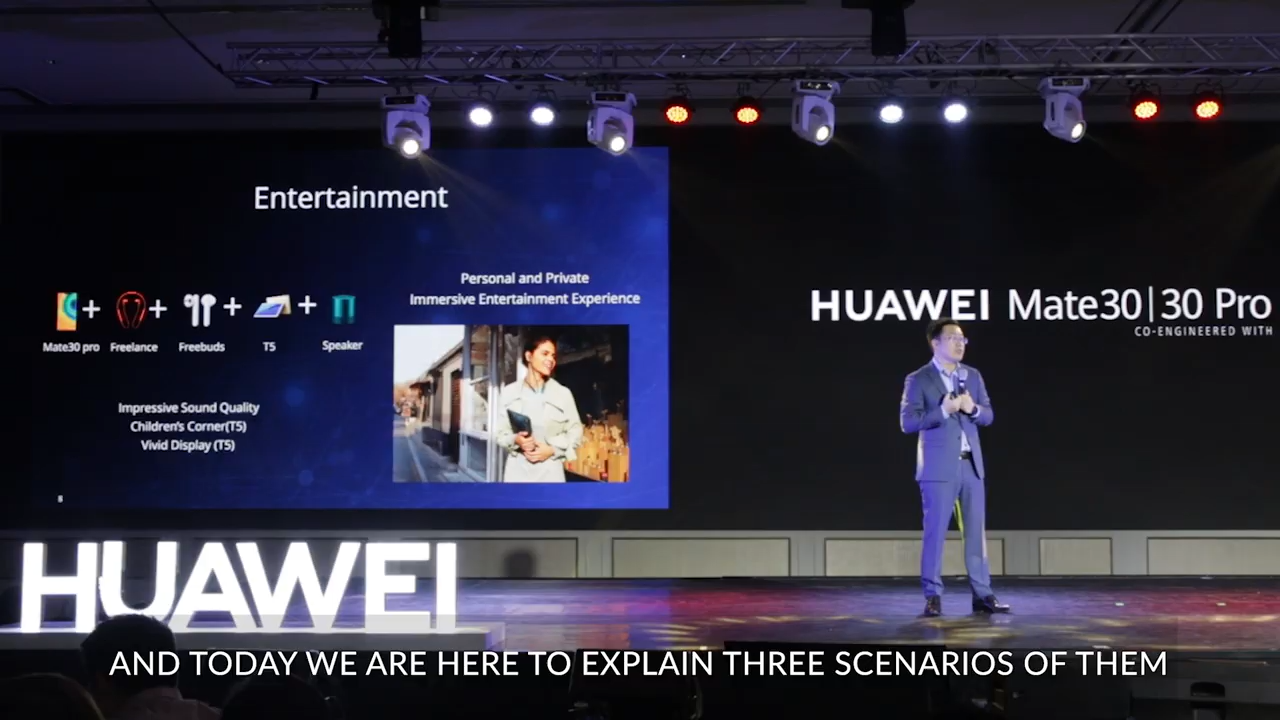 Entertainment
Personal and Private
Immersive Entertainment Experience
+ + + +
Mate30 pro Freelance Freebuds T5 Speaker
Impressive Sound Quality
Children's Corner(T5)
Vivid Display (T5)
HUAWEI Mate30|30 Pro
CO-ENGINEERED WITH
HUAWEI
AND TODAY WE ARE HERE TO EXPLAIN THREE SCENARIOS OF THEM